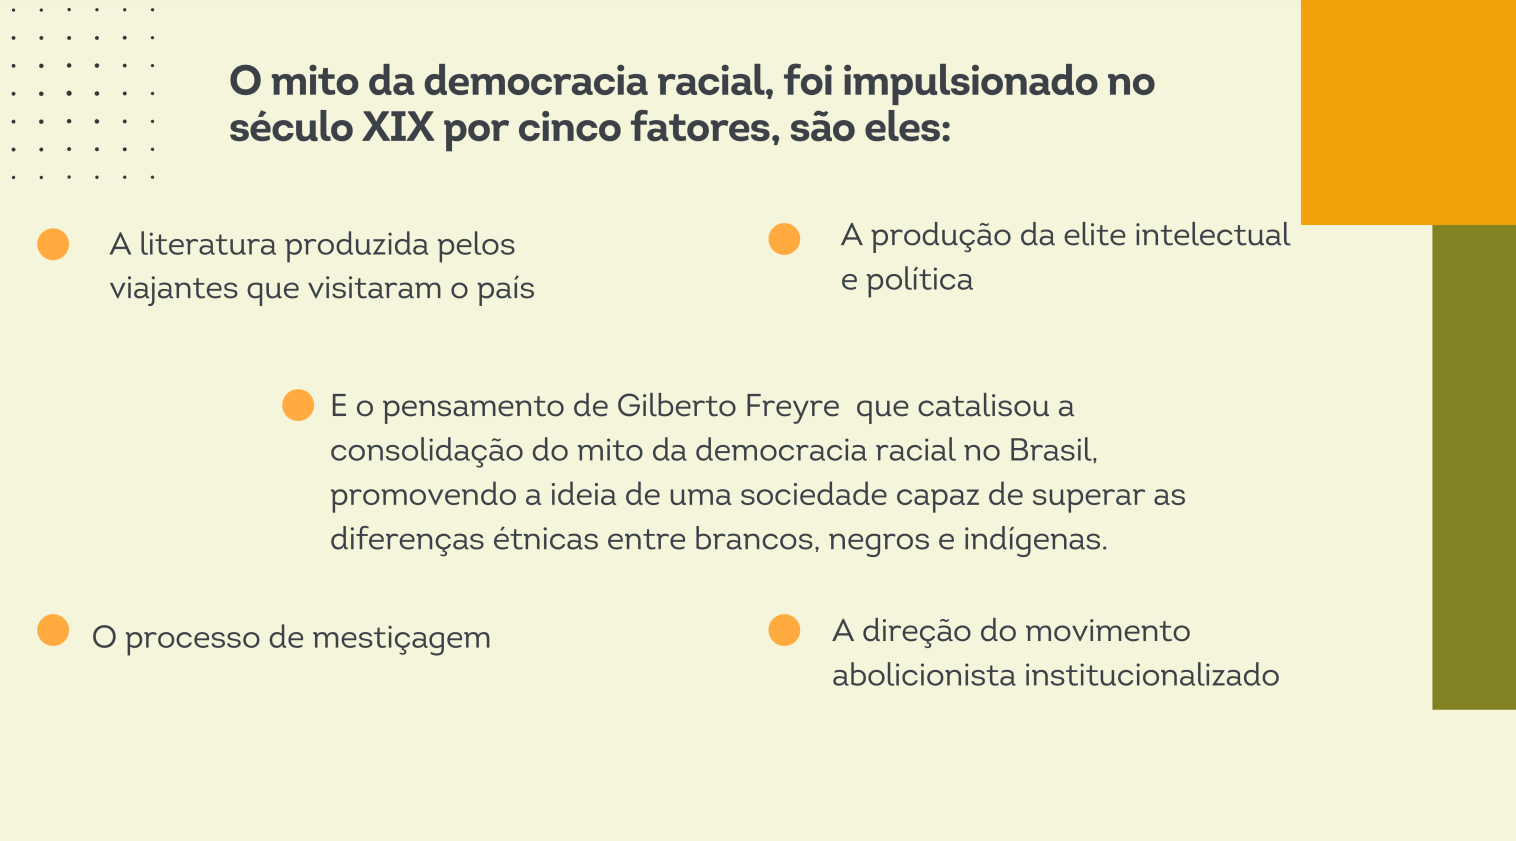 O mito da democracia racial, foi impulsionado no
século XIX por cinco fatores, são eles:
A literatura produzida pelos
viajantes que visitaram o país
A produção da elite intelectual
e política
E o pensamento de Gilberto Freyre  que catalisou a
consolidação do mito da democracia racial no Brasil,
promovendo a ideia de uma sociedade capaz de superar as
diferenças étnicas entre brancos, negros e indígenas.
O processo de mestiçagem
A direção do movimento
abolicionista institucionalizado